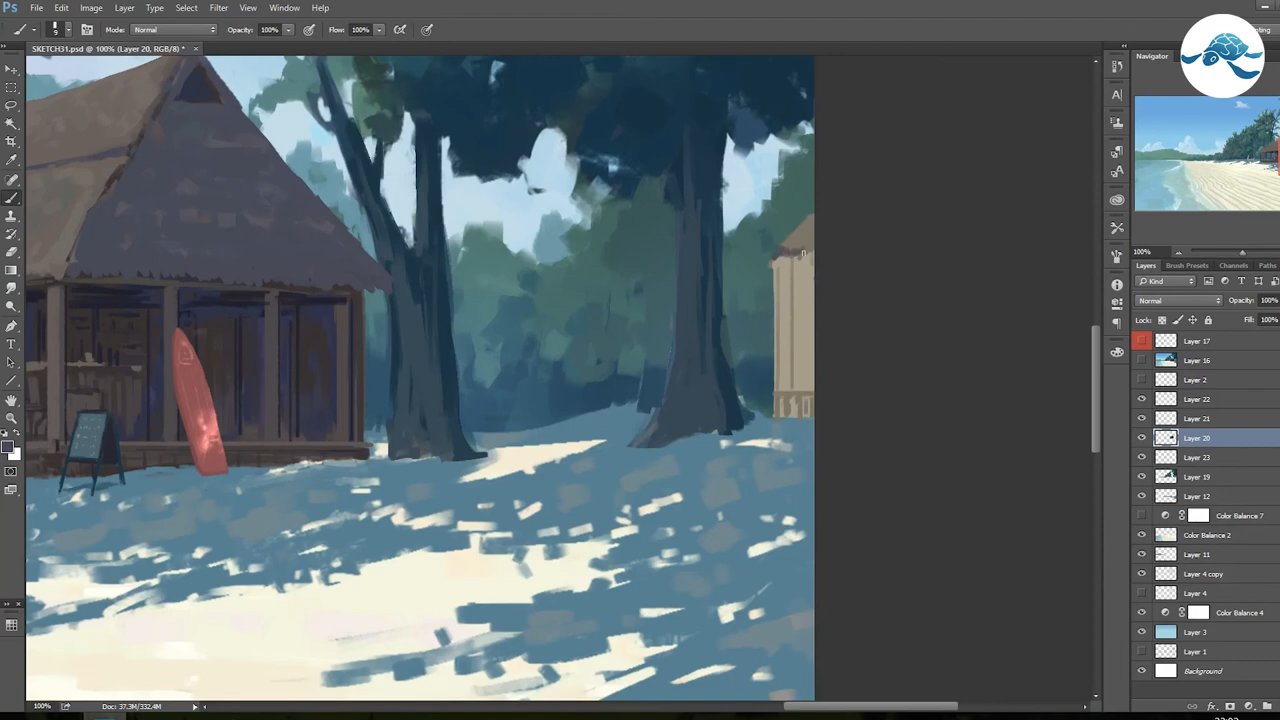 Ps File Edit Image Layer Type Select Filter View Window Help
9 Mode: Normal Opacity: 100% Flow: 100%
SKETCH31.psd @ 100% (Layer 20, RGB/8) * ×
Navigator
100%
Layers Brush Presets Channels Paths
Kind
Normal Opacity: 100%
Lock: Fill: 100%
Layer 17
Layer 16
Layer 2
Layer 22
Layer 21
Layer 20
Layer 23
Layer 19
Layer 12
Color Balance 7
Color Balance 2
Layer 11
Layer 4 copy
Layer 4
Color Balance 4
Layer 3
Layer 1
Background
100% Doc: 37.3M/332.4M